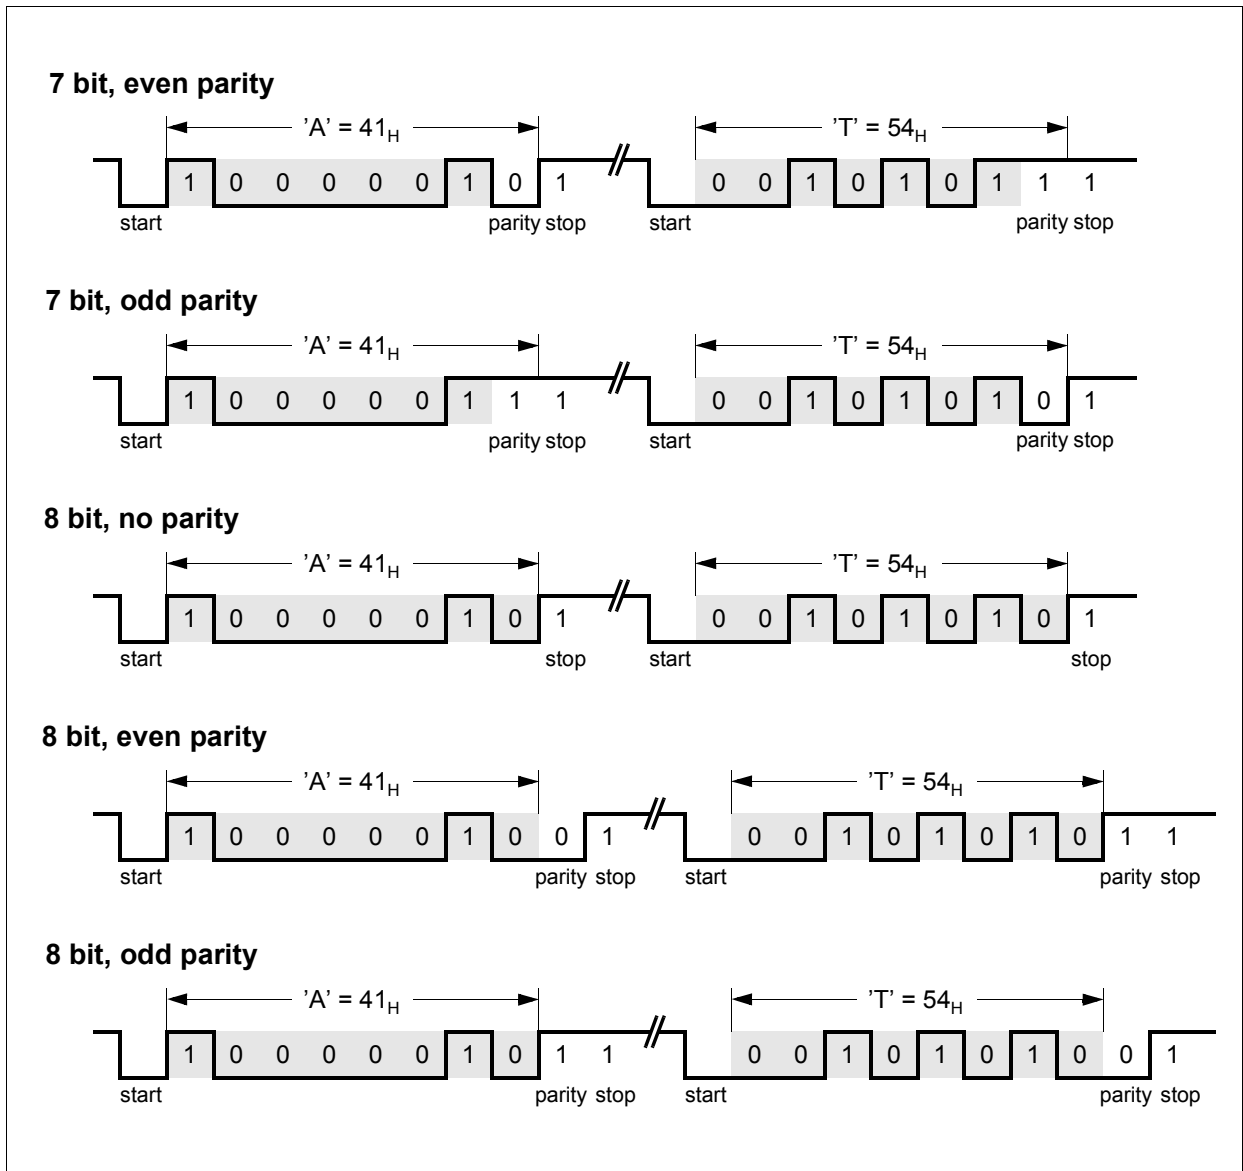 7 bit, even parity
’A’ = 41H ’T’ = 54H
1 0 0 0 0 0 1 0 1 0 0 1 0 1 0 1 1 1
start parity stop start parity stop
7 bit, odd parity
’A’ = 41H ’T’ = 54H
1 0 0 0 0 0 1 1 1 0 0 1 0 1 0 1 0 1
start parity stop start parity stop
8 bit, no parity
’A’ = 41H ’T’ = 54H
1 0 0 0 0 0 1 0 1 0 0 1 0 1 0 1 0 1
start stop start stop
8 bit, even parity
’A’ = 41H ’T’ = 54H
1 0 0 0 0 0 1 0 0 1 0 0 1 0 1 0 1 0 1 1
start parity stop start parity stop
8 bit, odd parity
’A’ = 41H ’T’ = 54H
1 0 0 0 0 0 1 0 1 1 0 0 1 0 1 0 1 0 0 1
start parity stop start parity stop